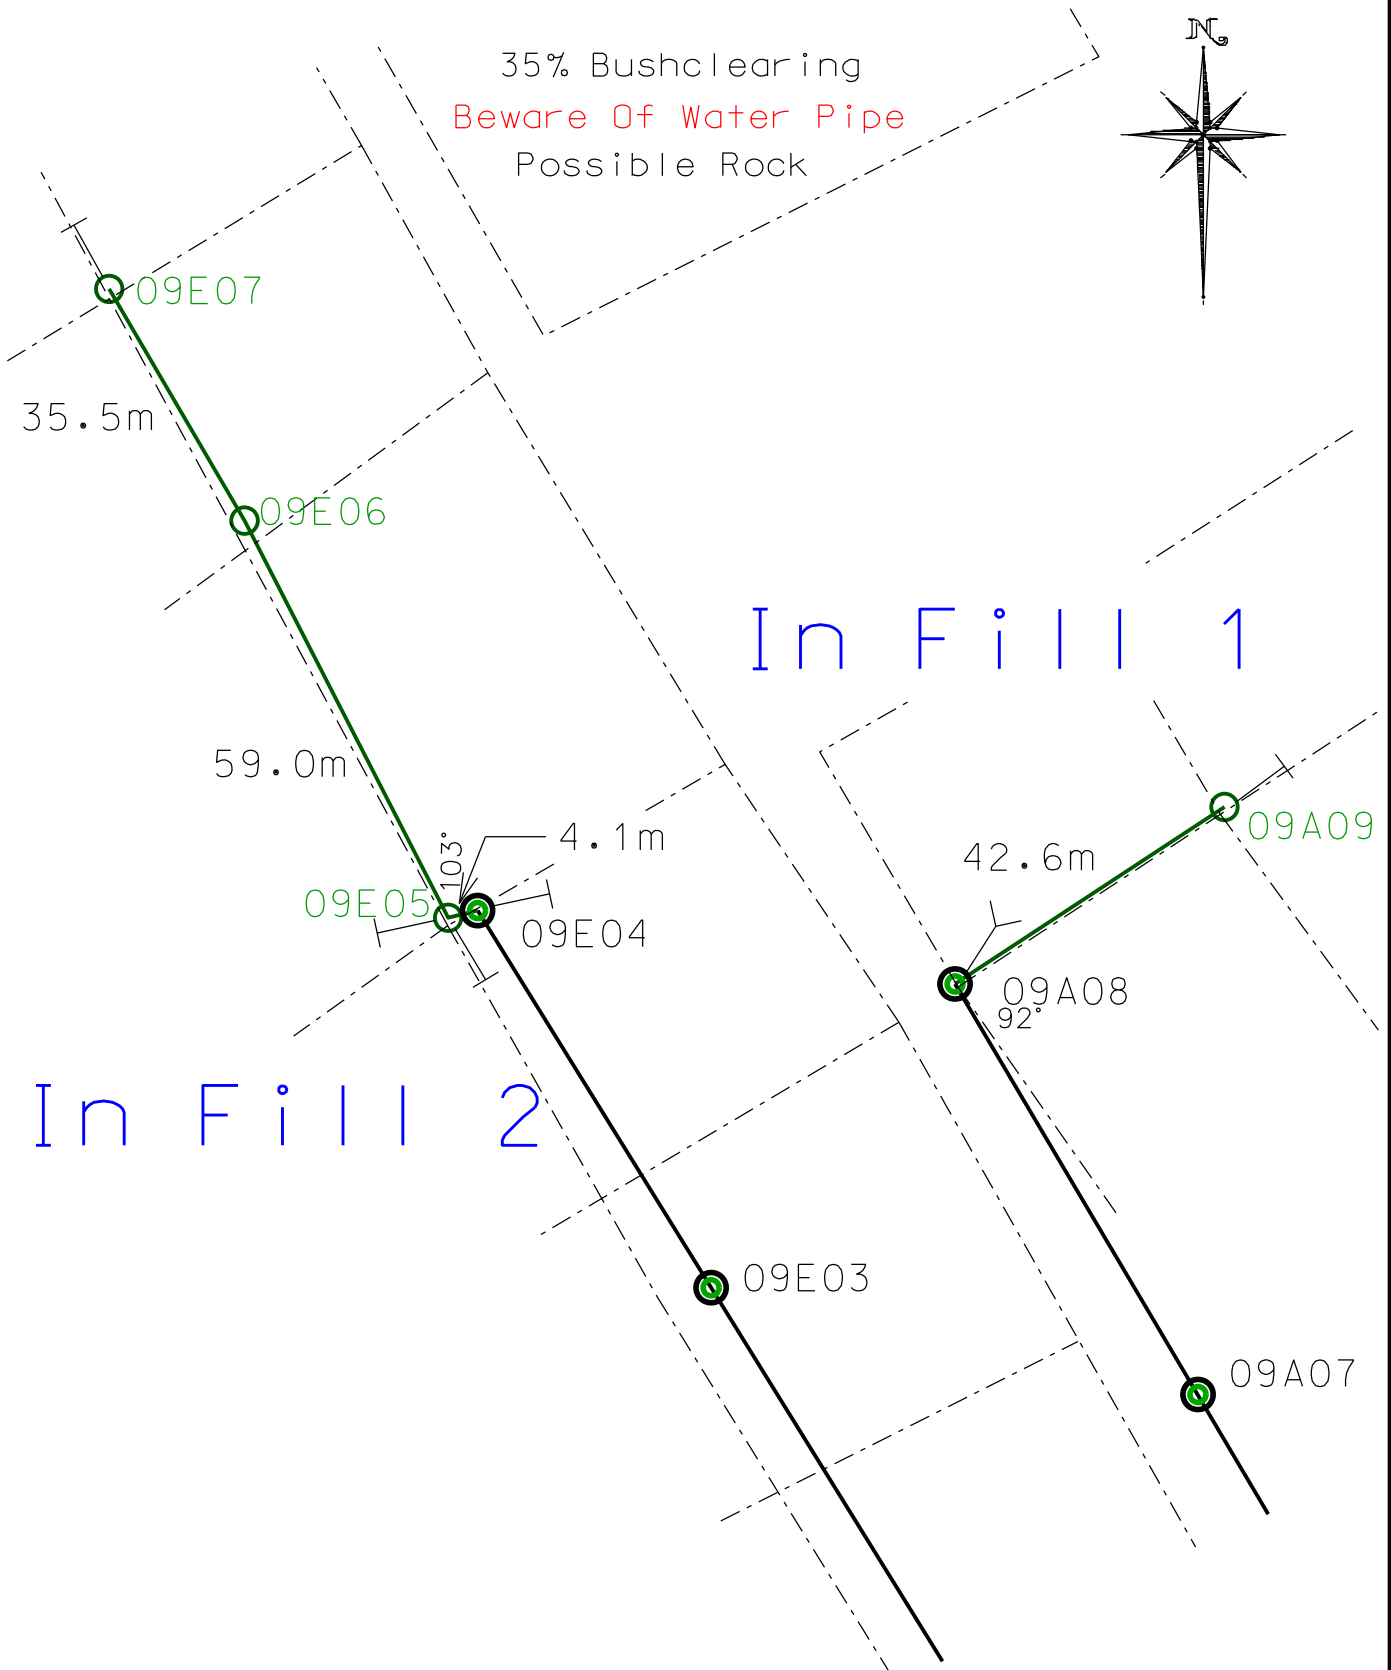 N
35% Bushclearing
Beware Of Water Pipe
Possible Rock
09E07
35.5m
09E06
In Fill 1
59.0m
4.1m
103°
09A09
42.6m
09E05
09E04
09A08
92°
In Fill 2
09E03
09A07